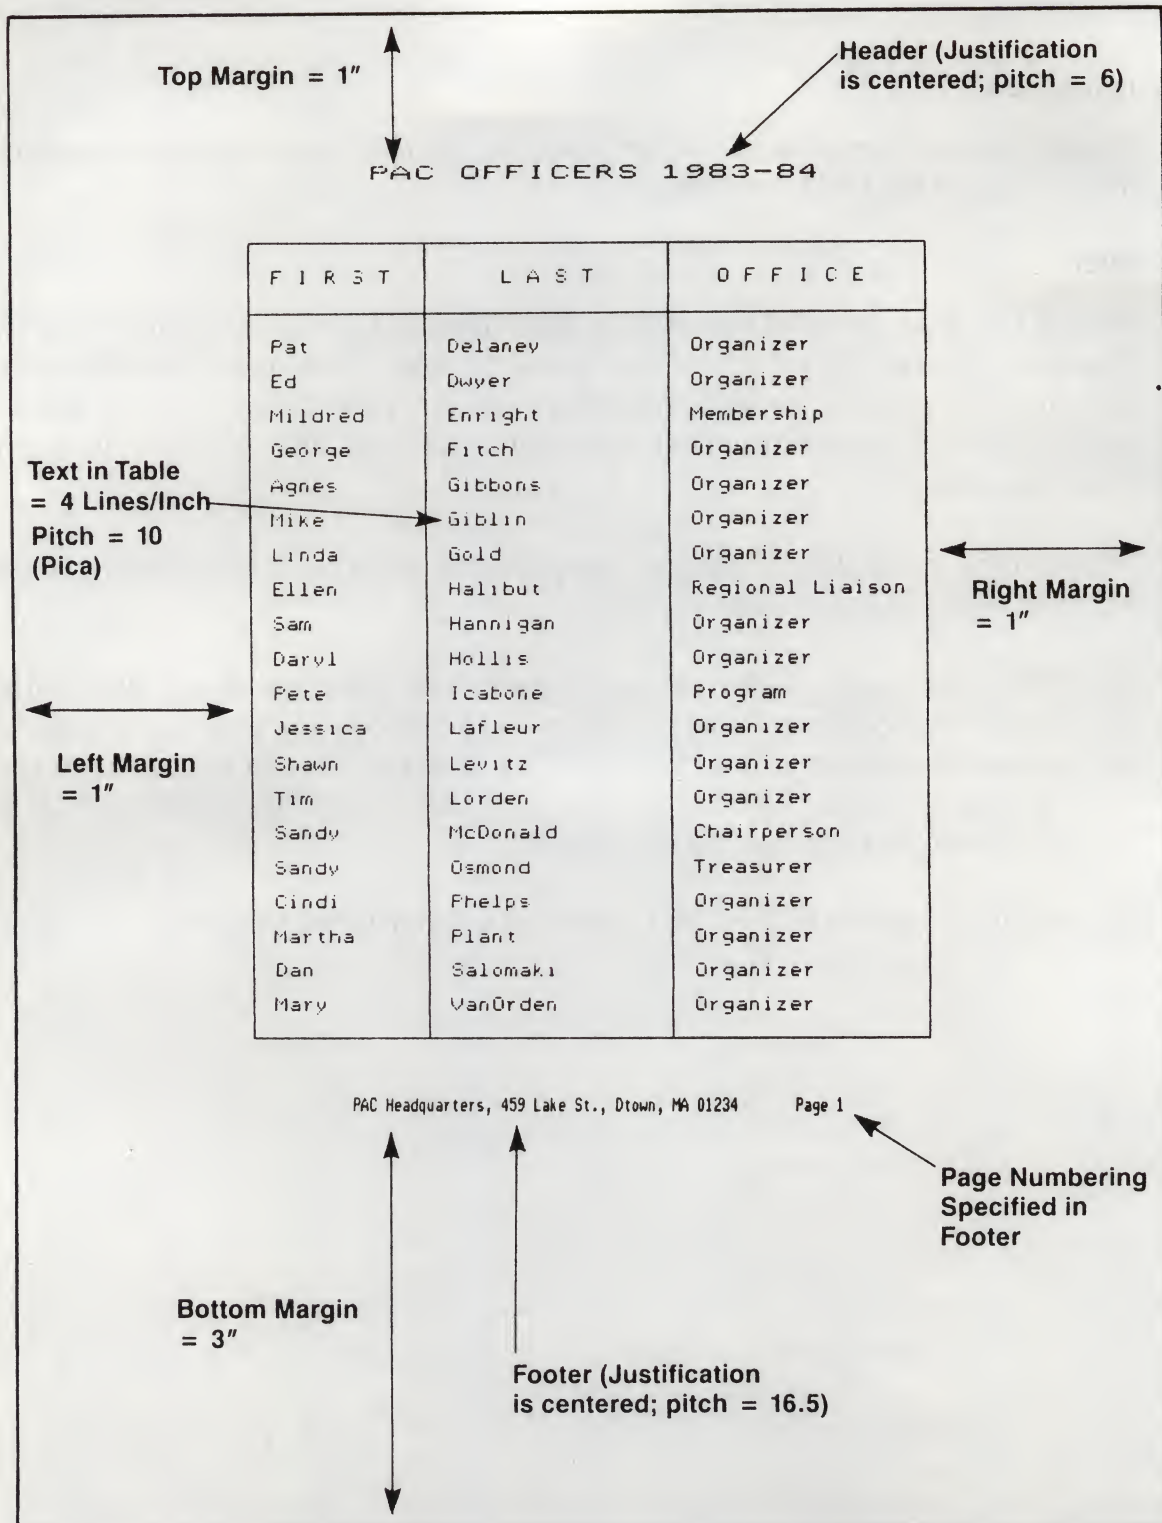 Top Margin = 1"
Header (Justification
is centered; pitch = 6)
PAC OFFICERS 1983-84
FIRST LAST OFFICE
Pat Delaney Organizer
Ed Dwyer Organizer
Mildred Enright Membership
George Fitch Organizer
Agnes Gibbons Organizer
Mike Giblin Organizer
Linda Gold Organizer
Ellen Halibut Regional Liaison
Sam Hannigan Organizer
Daryl Hollis Organizer
Pete Icabone Program
Jessica Lafleur Organizer
Shawn Levitz Organizer
Tim Lorden Organizer
Sandy McDonald Chairperson
Sandy Osmond Treasurer
Cindi Phelps Organizer
Martha Plant Organizer
Dan Salomaki Organizer
Mary VanOrden Organizer
Text in Table
= 4 Lines/Inch
Pitch = 10
(Pica)
Right Margin
= 1"
Left Margin
= 1"
PAC Headquarters, 459 Lake St., Dtown, MA 01234 Page 1
Page Numbering
Specified in
Footer
Bottom Margin
= 3"
Footer (Justification
is centered; pitch = 16.5)